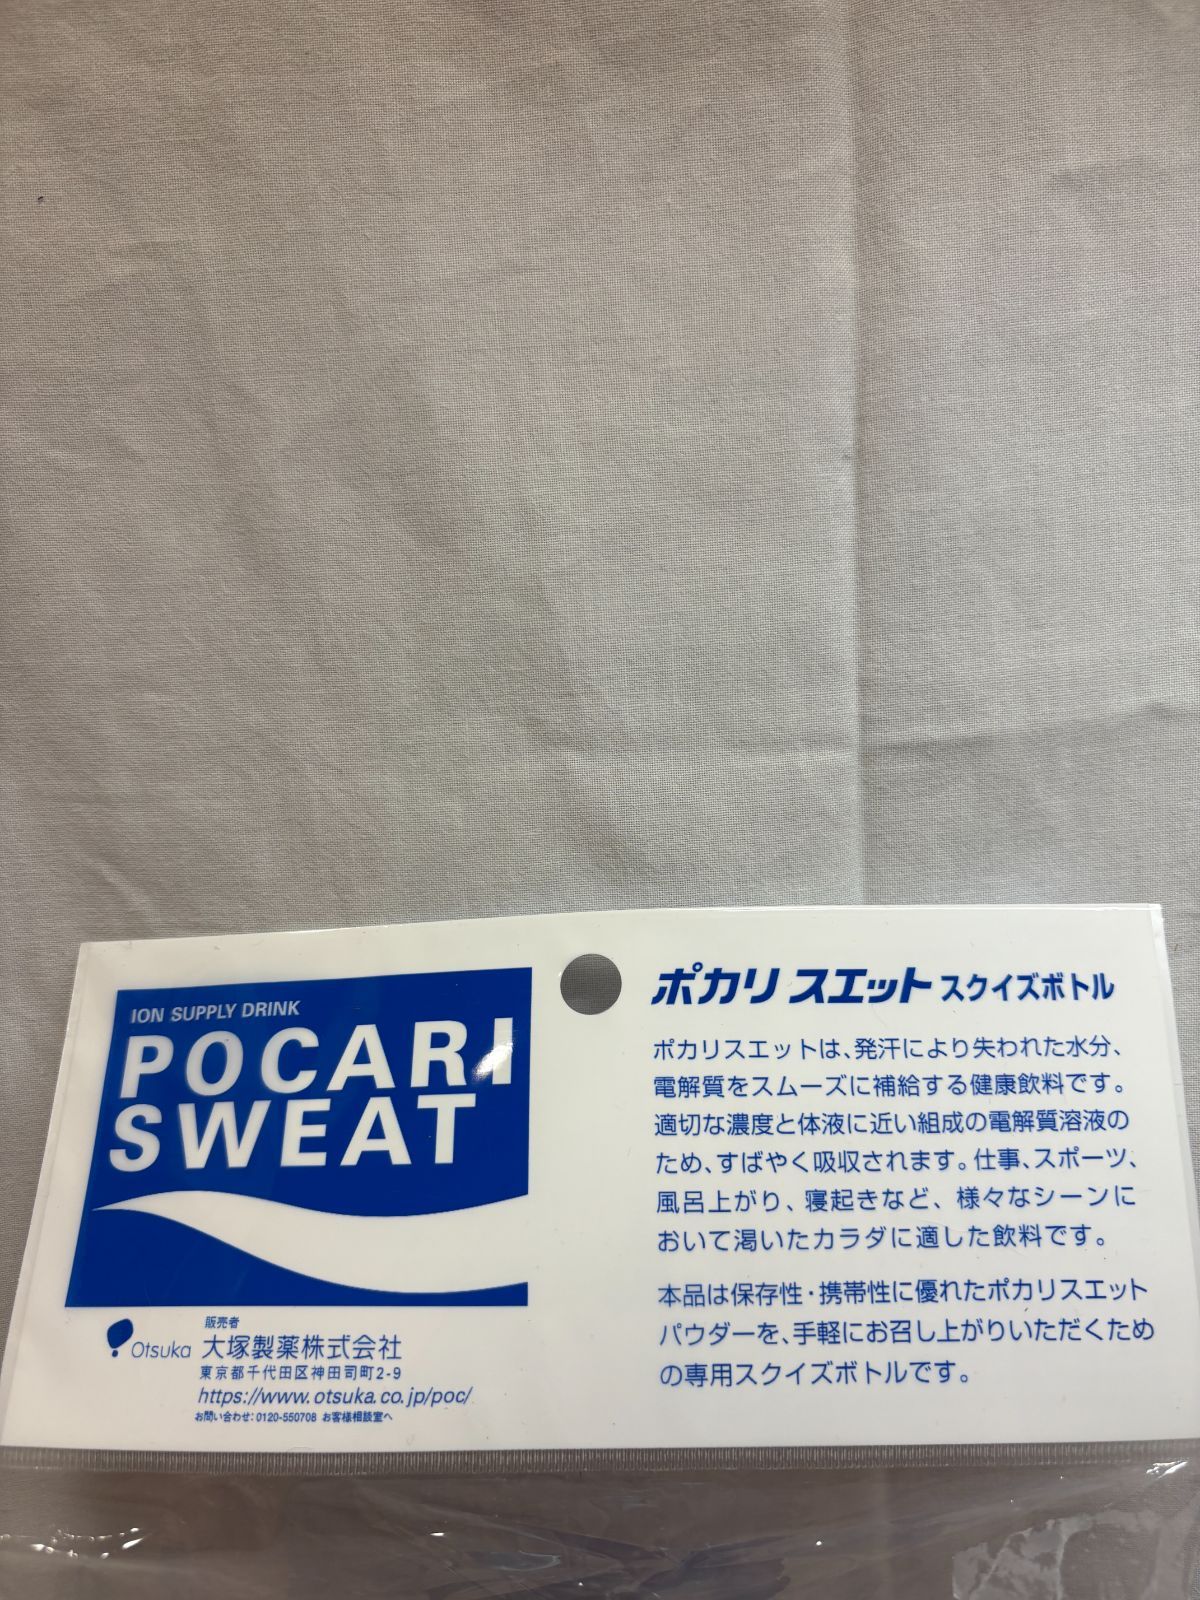 ION SUPPLY DRINK
POCARI
SWEAT
販売者
Otsuka 大塚製薬株式会社
東京都千代田区神田司町2-9
https://www.otsuka.co.jp/poc/
お問い合わせ:0120-550708 お客様相談室へ
ポカリスエット スクイズボトル
ポカリスエットは、発汗により失われた水分、
電解質をスムーズに補給する健康飲料です。
適切な濃度と体液に近い組成の電解質溶液の
ため、すばやく吸収されます。仕事、スポーツ、
風呂上がり、寝起きなど、様々なシーンに
おいて渇いたカラダに適した飲料です。
本品は保存性・携帯性に優れたポカリスエット
パウダーを、手軽にお召し上がりいただくため
の専用スクイズボトルです。